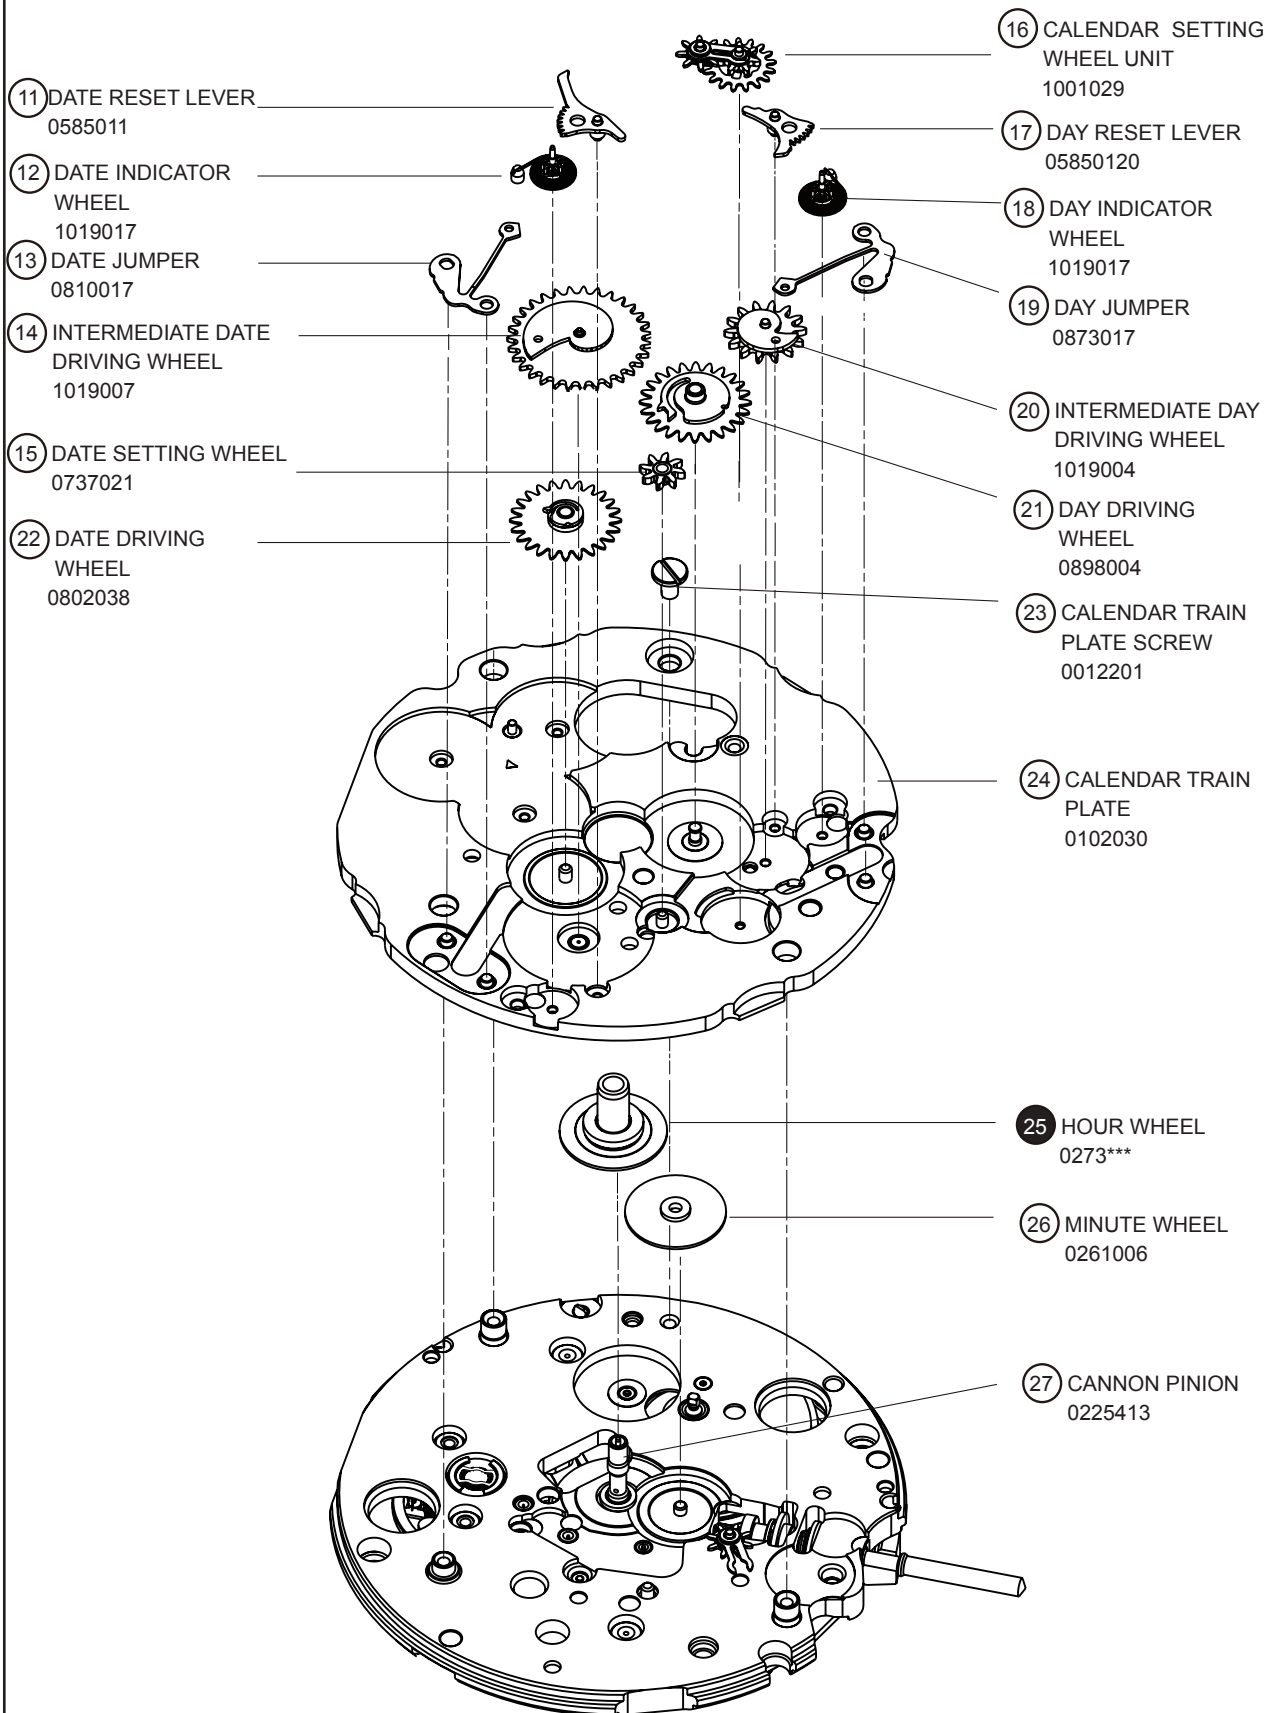 11 DATE RESET LEVER
0585011
12 DATE INDICATOR
WHEEL
1019017
13 DATE JUMPER
0810017
14 INTERMEDIATE DATE
DRIVING WHEEL
1019007
15 DATE SETTING WHEEL
0737021
22 DATE DRIVING
WHEEL
0802038
16 CALENDAR SETTING
WHEEL UNIT
1001029
17 DAY RESET LEVER
05850120
18 DAY INDICATOR
WHEEL
1019017
19 DAY JUMPER
0873017
20 INTERMEDIATE DAY
DRIVING WHEEL
1019004
21 DAY DRIVING
WHEEL
0898004
23 CALENDAR TRAIN
PLATE SCREW
0012201
24 CALENDAR TRAIN
PLATE
0102030
25 HOUR WHEEL
0273***
26 MINUTE WHEEL
0261006
27 CANNON PINION
0225413